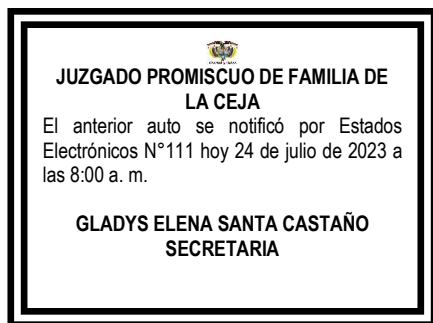 JUZGADO PROMISCUO DE FAMILIA DE
LA CEJA
El anterior auto se notificó por Estados
Electrónicos N°111 hoy 24 de julio de 2023 a
las 8:00 a. m.
GLADYS ELENA SANTA CASTAÑO
SECRETARIA